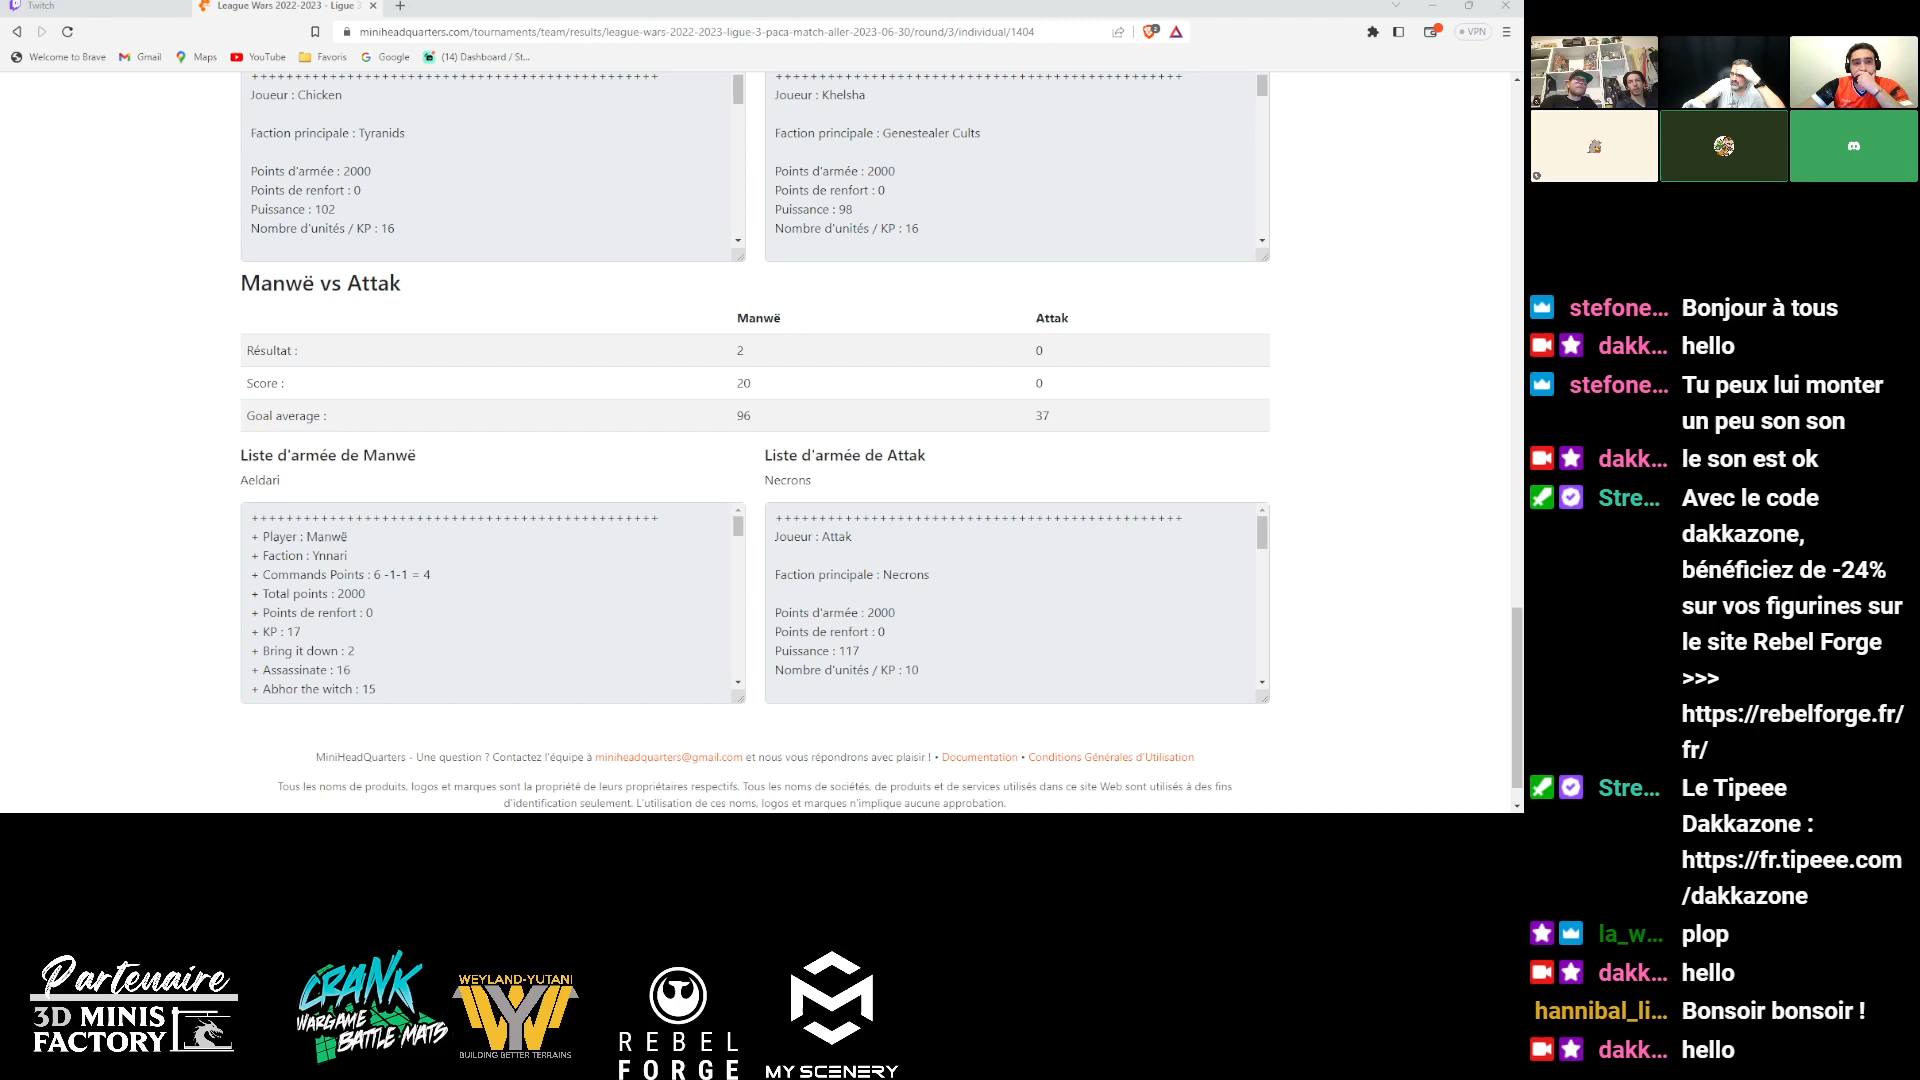 Twitch
League Wars 2022-2023 - Ligue 3
miniheadquarters.com/tournaments/team/results/league-wars-2022-2023-ligue-3-paca-match-aller-2023-06-30/round/3/individual/1404
VPN
Welcome to Brave
Gmail
Maps
YouTube
Favoris
Google
(14) Dashboard / St...
+++++++++++++++++++++++++++++++++++++++++++++++
Joueur : Chicken
Faction principale : Tyranids
Points d'armée : 2000
Points de renfort : 0
Puissance : 102
Nombre d'unités / KP : 16
+++++++++++++++++++++++++++++++++++++++++++++++
Joueur : Khelsha
Faction principale : Genestealer Cults
Points d'armée : 2000
Points de renfort : 0
Puissance : 98
Nombre d'unités / KP : 16
Manwë vs Attak
Manwë Attak
Résultat : 2 0
Score : 20 0
Goal average : 96 37
Liste d'armée de Manwë
Aeldari
+++++++++++++++++++++++++++++++++++++++++++++++
+ Player : Manwë
+ Faction : Ynnari
+ Commands Points : 6 -1-1 = 4
+ Total points : 2000
+ Points de renfort : 0
+ KP : 17
+ Bring it down : 2
+ Assassinate : 16
+ Abhor the witch : 15
Liste d'armée de Attak
Necrons
+++++++++++++++++++++++++++++++++++++++++++++++
Joueur : Attak
Faction principale : Necrons
Points d'armée : 2000
Points de renfort : 0
Puissance : 117
Nombre d'unités / KP : 10
MiniHeadQuarters - Une question ? Contactez l'équipe à miniheadquarters@gmail.com et nous vous répondrons avec plaisir ! • Documentation • Conditions Générales d'Utilisation
Tous les noms de produits, logos et marques sont la propriété de leurs propriétaires respectifs. Tous les noms de sociétés, de produits et de services utilisés dans ce site Web sont utilisés à des fins
d'identification seulement. L'utilisation de ces noms, logos et marques n'implique aucune approbation.
stefone... Bonjour à tous
dakk... hello
stefone... Tu peux lui monter
un peu son son
dakk... le son est ok
Stre... Avec le code
dakkazone,
bénéficiez de -24%
sur vos figurines sur
le site Rebel Forge
>>>
https://rebelforge.fr/
fr/
Stre... Le Tipeee
Dakkazone :
https://fr.tipeee.com
/dakkazone
la_w... plop
dakk... hello
hannibal_li... Bonsoir bonsoir !
dakk... hello
Partenaire
3D MINIS
FACTORY
CRANK
WARGAME
BATTLE MATS
WEYLAND-YUTANI
BUILDING BETTER TERRAINS
REBEL
FORGE
MY SCENERY